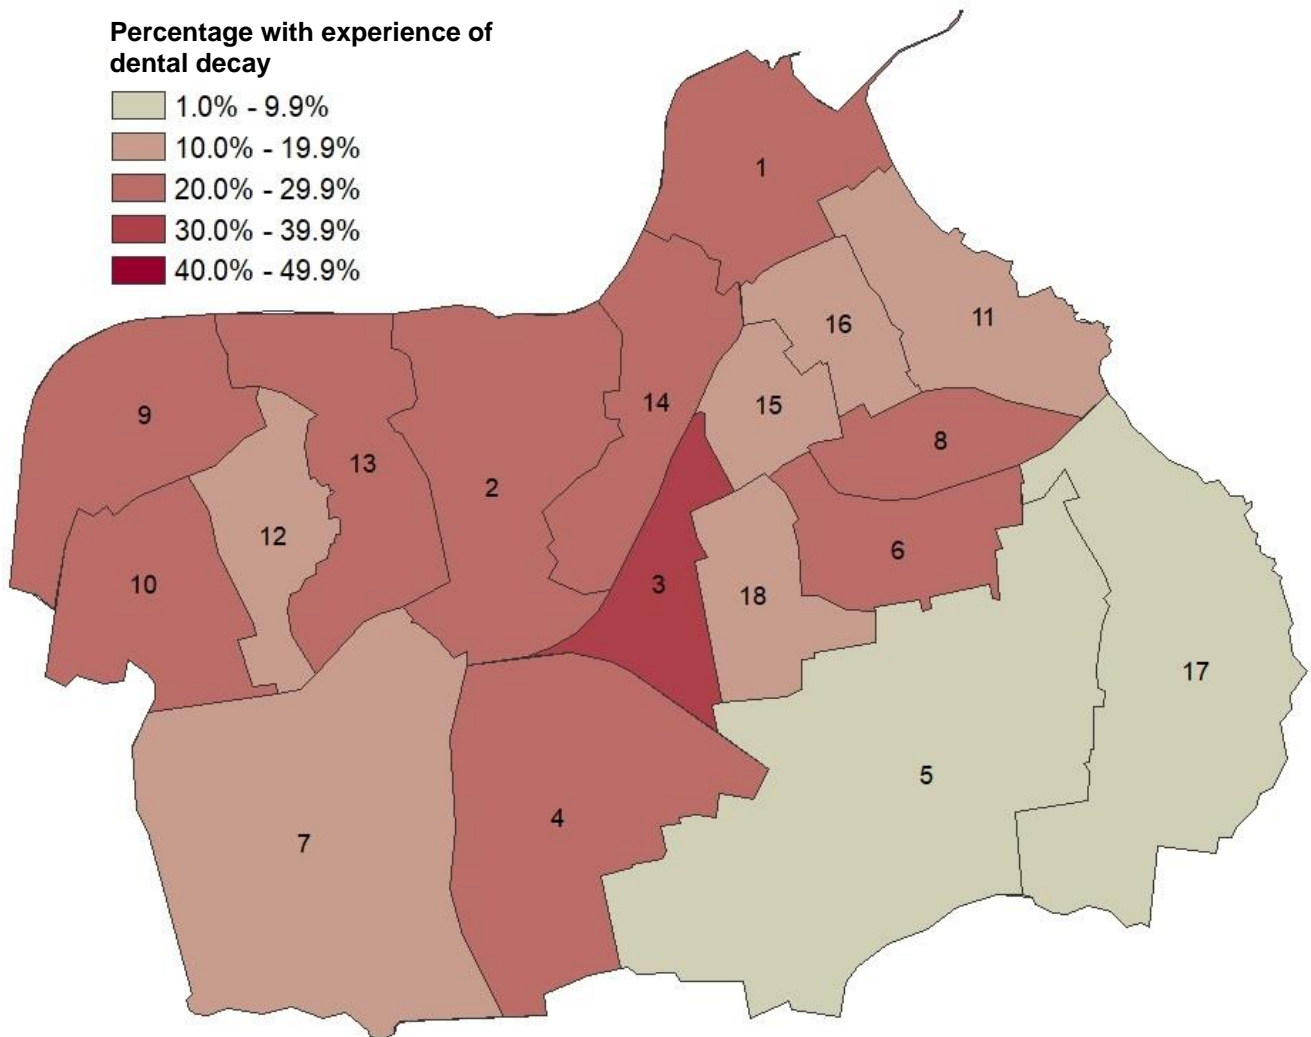 Percentage with experience of
dental decay
1.0% - 9.9%
10.0% - 19.9%
20.0% - 29.9%
30.0% - 39.9%
40.0% - 49.9%
1
16
11
14
15
9
8
13
2
12
6
10
3
18
17
5
4
7